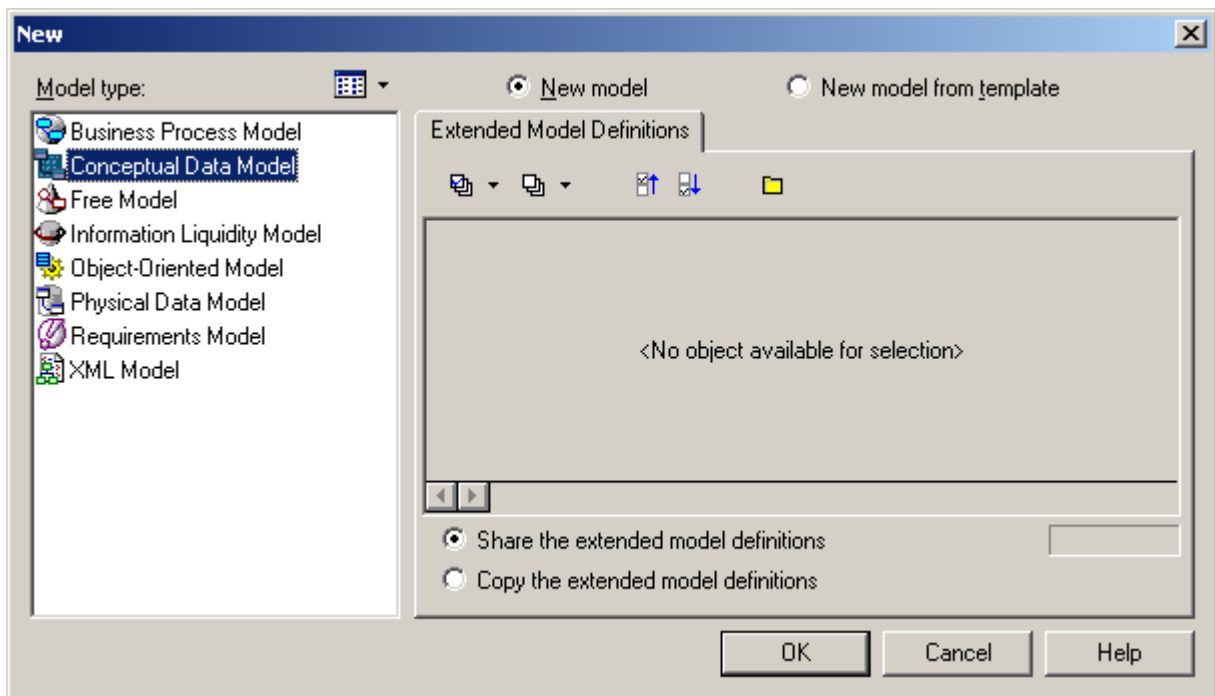 New
Model type:
New model
New model from template
Business Process Model
Conceptual Data Model
Free Model
Information Liquidity Model
Object-Oriented Model
Physical Data Model
Requirements Model
XML Model
Extended Model Definitions
<No object available for selection>
Share the extended model definitions
Copy the extended model definitions
OK
Cancel
Help